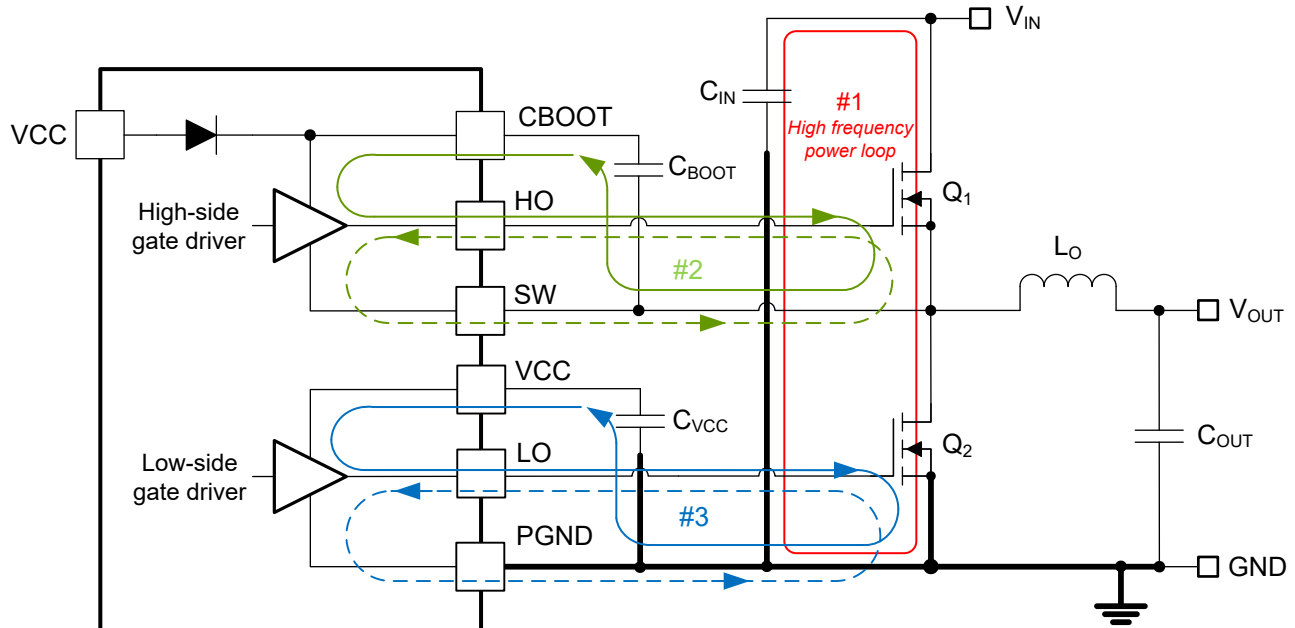 VIN
CIN
#1
High frequency
power loop
CBOOT
VCC
CBOOT
HO
Q1
High-side
gate driver
LO
#2
SW
VOUT
VCC
CVCC
LO
Q2
COUT
Low-side
gate driver
#3
PGND
GND